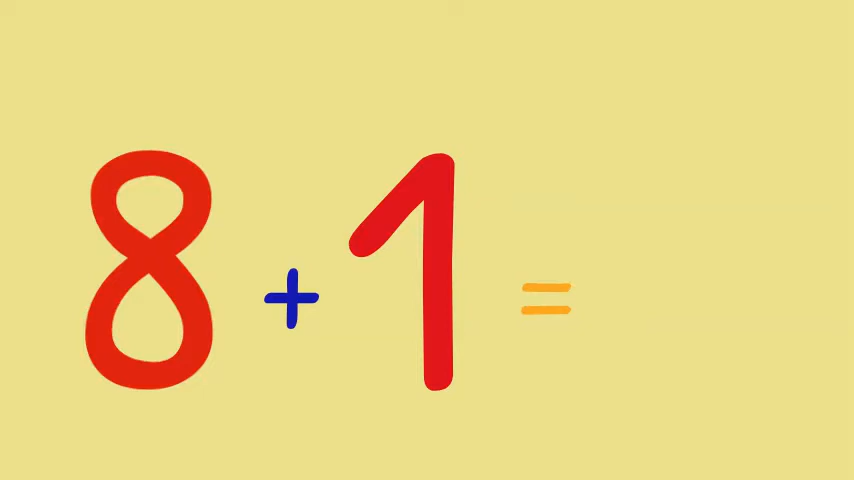 8 + 1 =